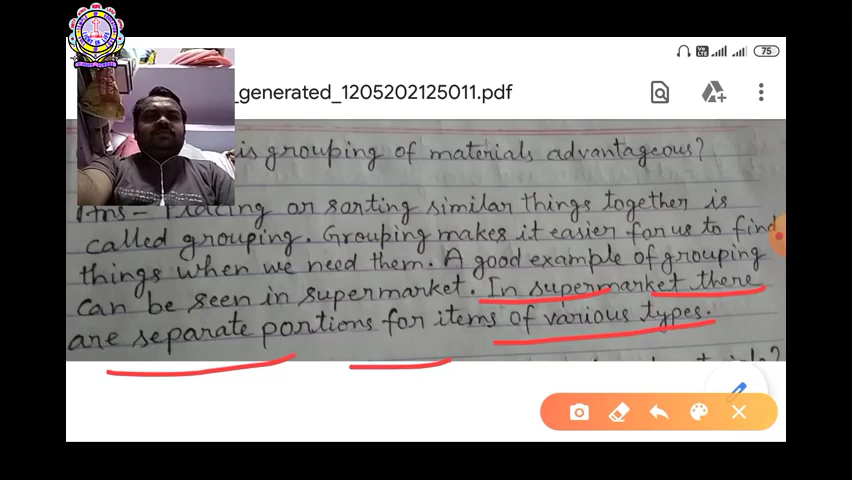 75
_generated_1205202125011.pdf
is grouping of materials advantageous?
Ans - Placing or sorting similar things together is
called grouping. Grouping makes it easier for us to find
things when we need them. A good example of grouping
can be seen in supermarket. In supermarket there
are separate portions for items of various types.